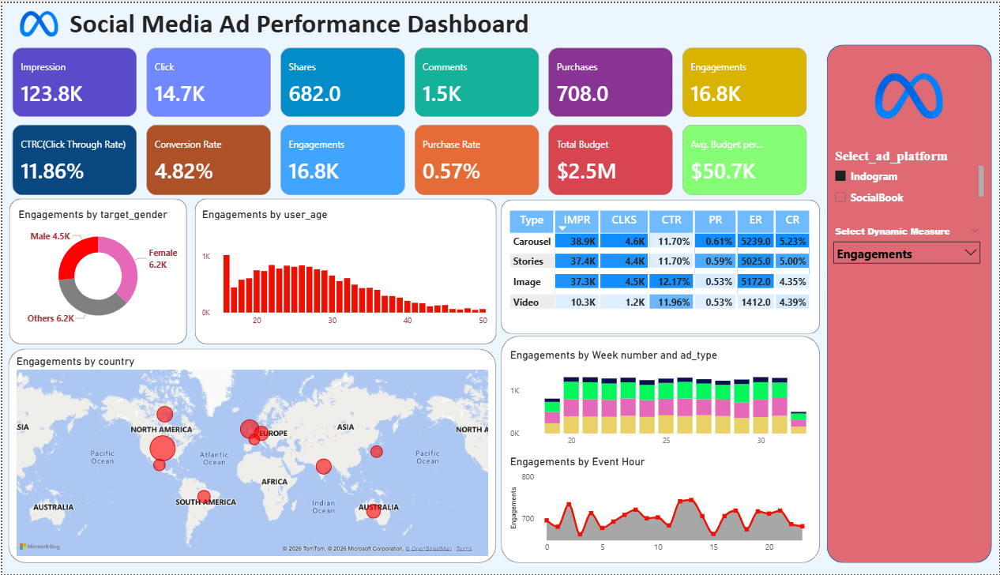 Social Media Ad Performance Dashboard
Impression
123.8K
Click
14.7K
Shares
682.0
Comments
1.5K
Purchases
708.0
Engagements
16.8K
CTRC(Click Through Rate)
11.86%
Conversion Rate
4.82%
Engagements
16.8K
Purchase Rate
0.57%
Total Budget
$2.5M
Avg. Budget per...
$50.7K
Select_ad_platform
Indogram
SocialBook
Select Dynamic Measure
Engagements
Engagements by target_gender
Male 4.5K
Female
6.2K
Others 6.2K
Engagements by user_age
1K
0K
20 30 40 50
Type IMPR CLKS CTR PR ER CR
Carousel 38.9K 4.6K 11.70% 0.61% 5239.0 5.23%
Stories 37.4K 4.4K 11.70% 0.59% 5025.0 5.00%
Image 37.3K 4.5K 12.17% 0.53% 5172.0 4.35%
Video 10.3K 1.2K 11.96% 0.53% 1412.0 4.39%
Engagements by country
SIA
NORTH AMERICA
EUROPE
ASIA
NORTH A
Pacific
Ocean
Atlantic
Ocean
Pacific
Ocean
AFRICA
SOUTH AMERICA
Indian
Ocean
AUSTRALIA
AUSTRALIA
Microsoft Bing
© 2026 TomTom, © 2026 Microsoft Corporation, © OpenStreetMap Terms
Engagements by Week number and ad_type
1K
0K
20 25 30
Engagements by Event Hour
800
700
Engagements
0 5 10 15 20